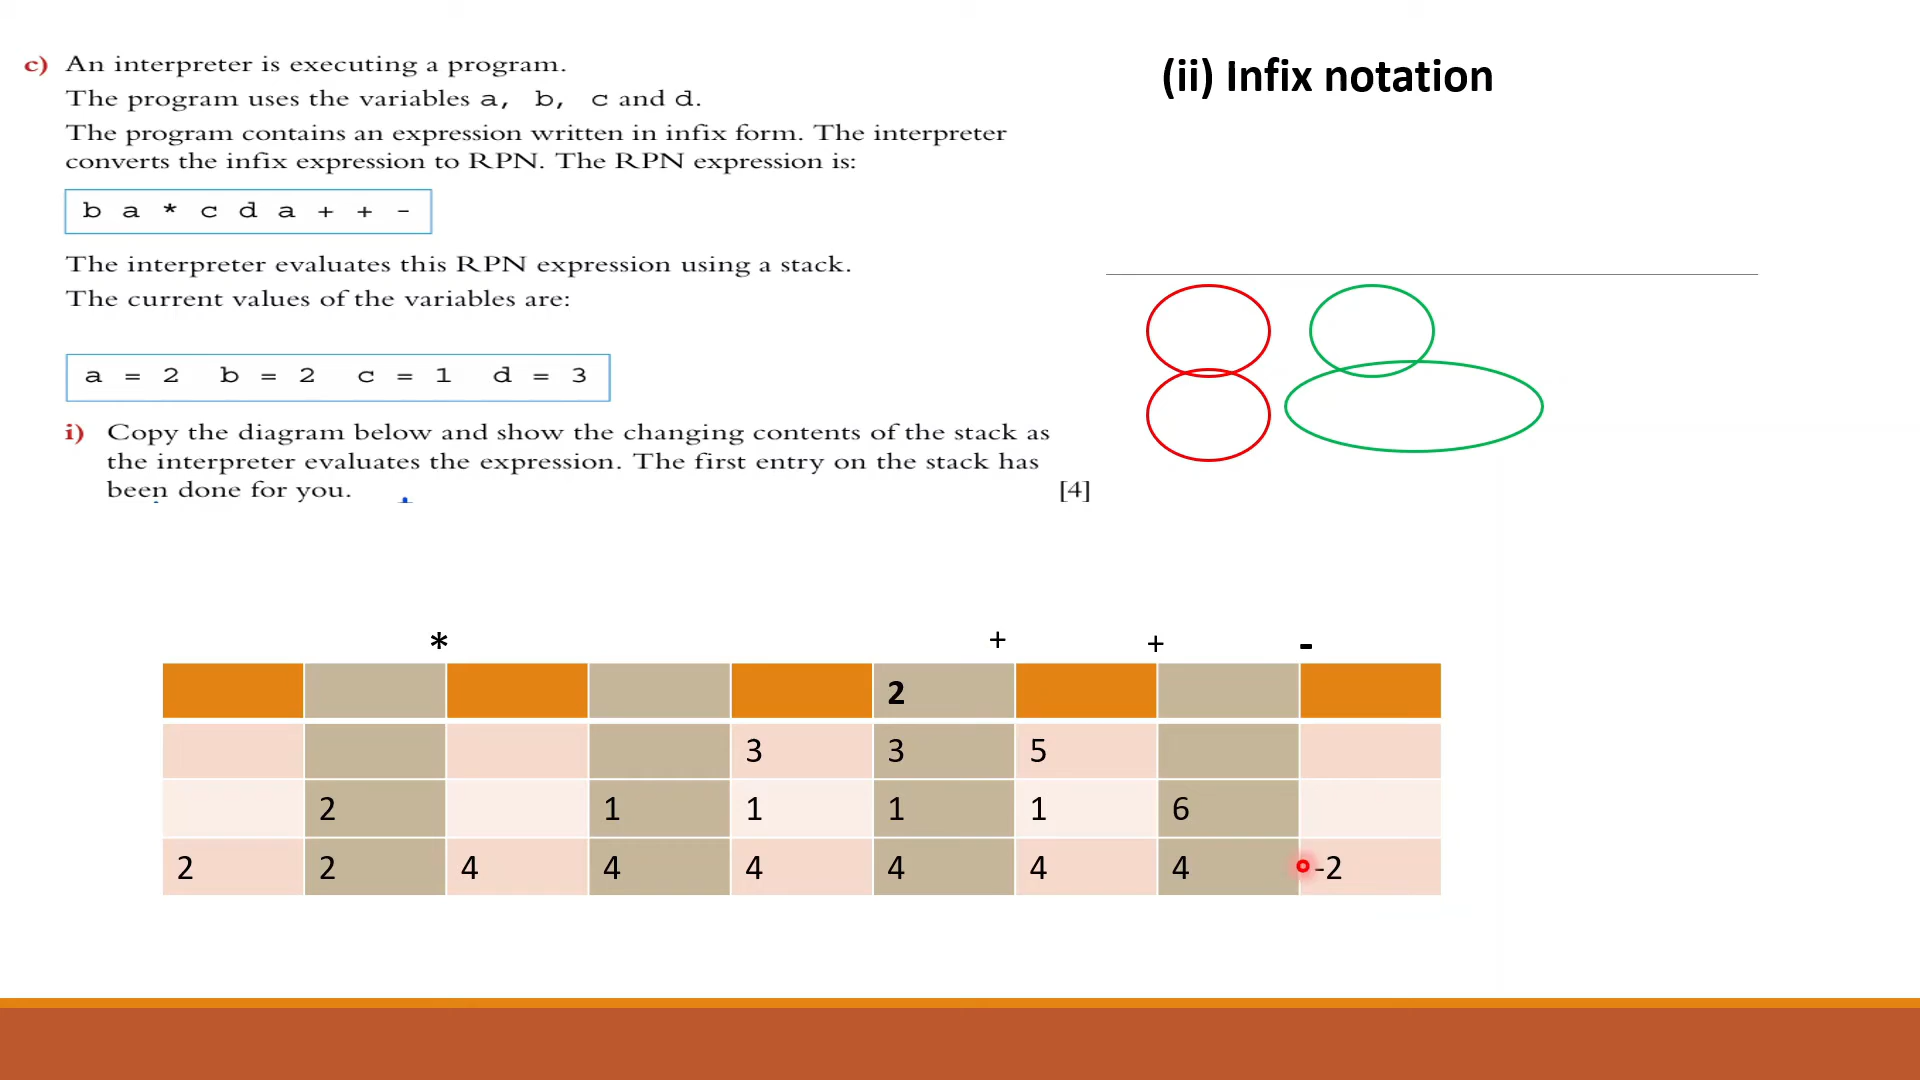 c) An interpreter is executing a program.
The program uses the variables a, b, c and d.
The program contains an expression written in infix form. The interpreter
converts the infix expression to RPN. The RPN expression is:
b a * c d a + + -
The interpreter evaluates this RPN expression using a stack.
The current values of the variables are:
a = 2 b = 2 c = 1 d = 3
i) Copy the diagram below and show the changing contents of the stack as
the interpreter evaluates the expression. The first entry on the stack has
been done for you. [4]
(ii) Infix notation
* + + -
2
3 3 5
2 1 1 1 1 6
2 2 4 4 4 4 4 4 -2